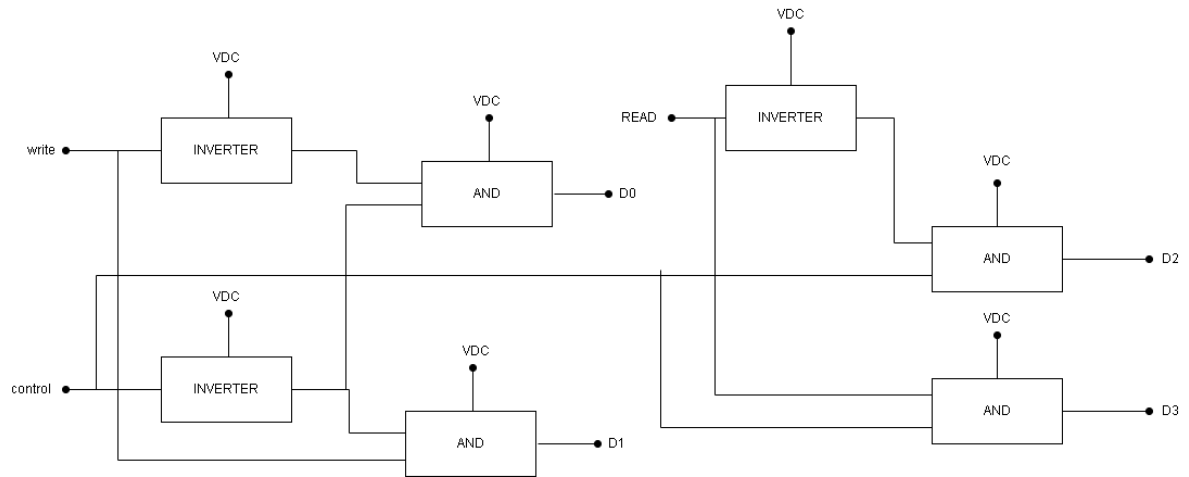 VDC
VDC
VDC
READ
INVERTER
write
INVERTER
VDC
AND
D0
AND
D2
VDC
VDC
VDC
control
INVERTER
AND
D3
AND
D1